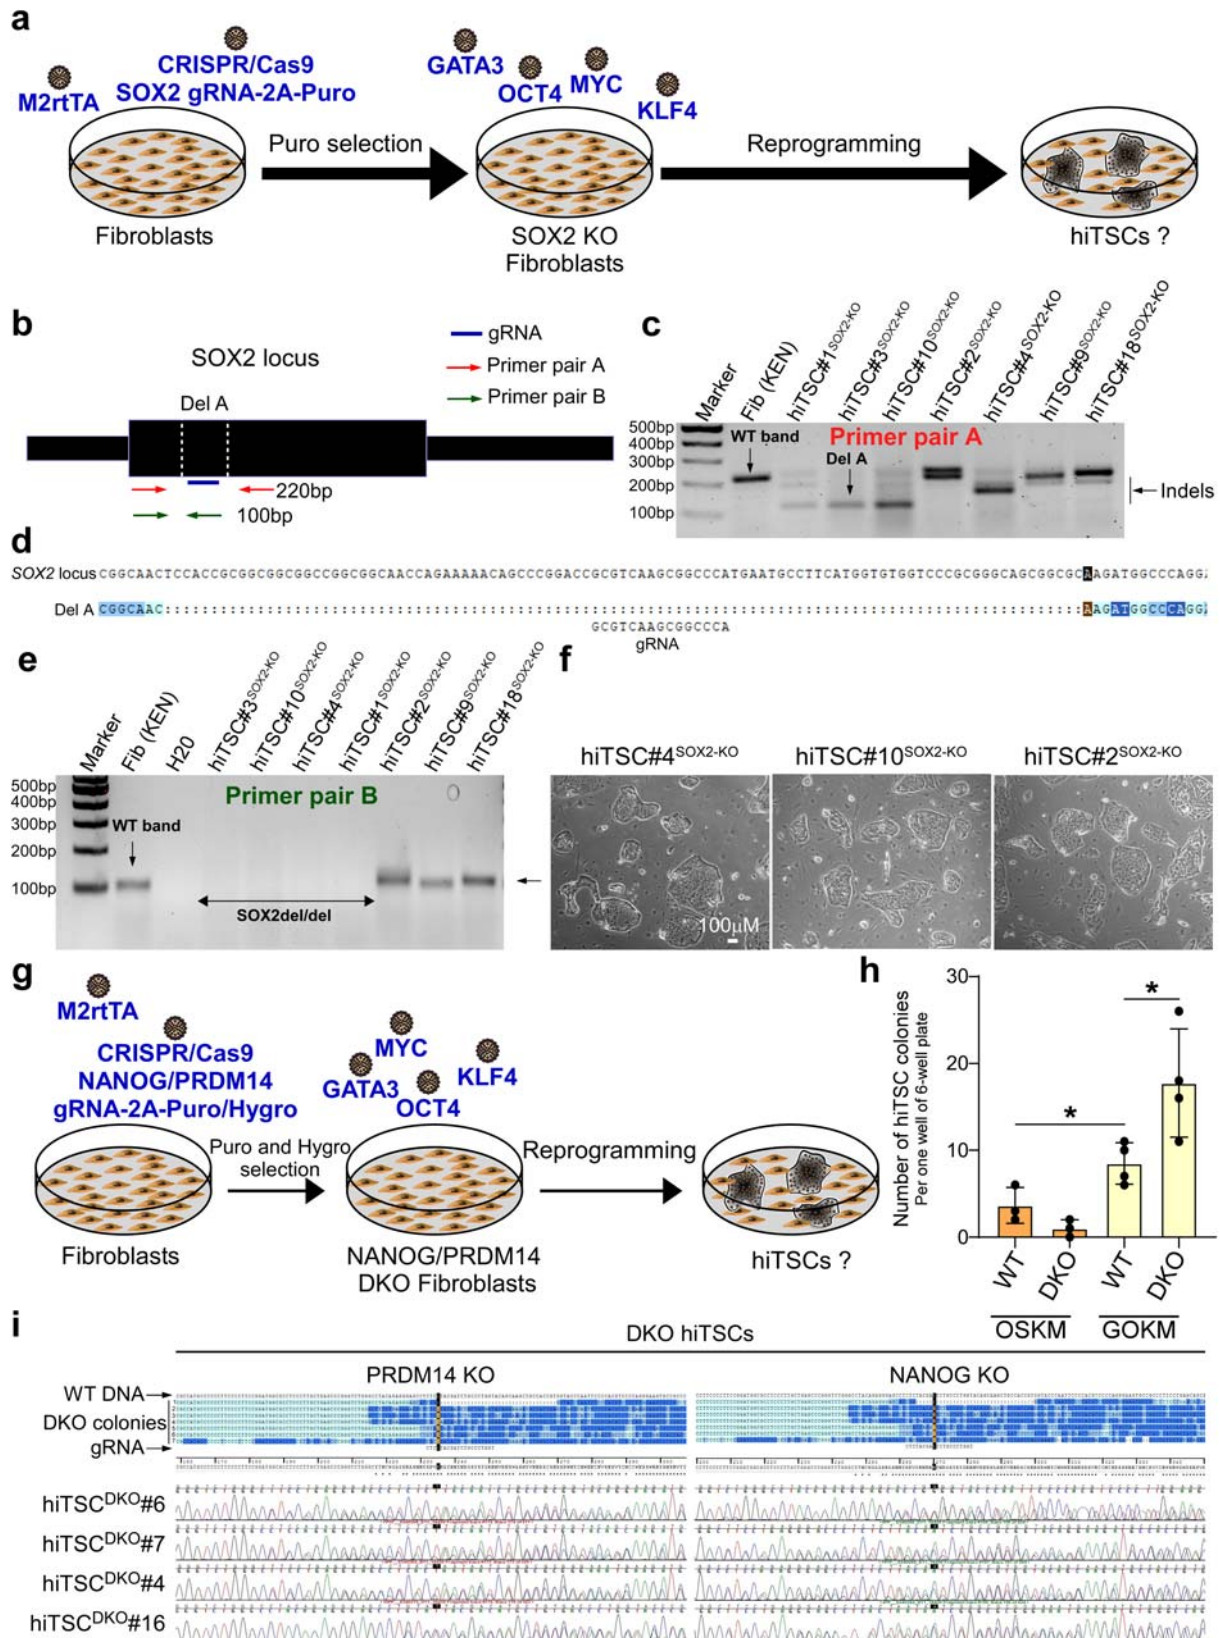 a
CRISPR/Cas9
SOX2 gRNA-2A-Puro
M2rtTA
GATA3
OCT4
MYC
KLF4
Puro selection
Reprogramming
Fibroblasts
SOX2 KO
Fibroblasts
hiTSCs ?
b
SOX2 locus
Del A
gRNA
Primer pair A
Primer pair B
220bp
100bp
c
Marker
Fib (KEN)
hiTSC#1SOX2-KO
hiTSC#3SOX2-KO
hiTSC#10SOX2-KO
hiTSC#2SOX2-KO
hiTSC#4SOX2-KO
hiTSC#9SOX2-KO
hiTSC#18SOX2-KO
500bp
400bp
300bp
200bp
100bp
WT band
Primer pair A
Del A
Indels
d
SOX2 locus CGGCAACTCCACCGCGGCGGCGGCCGGCGGCAACCAGAAAAACAGCCCGGACCGCGTCAAGCGGCCCATGAATGCCTTCATGGTGTGGTCCCGCGGGCAGCGGCGCAAGATGGCCCAGG
Del A CGGCAAC AAGATGGCCCAGG
GCGTCAAGCGGCCCA
gRNA
e
Marker
Fib (KEN)
H20
hiTSC#3SOX2-KO
hiTSC#10SOX2-KO
hiTSC#4SOX2-KO
hiTSC#1SOX2-KO
hiTSC#2SOX2-KO
hiTSC#9SOX2-KO
hiTSC#18SOX2-KO
500bp
400bp
300bp
200bp
100bp
Primer pair B
WT band
SOX2del/del
f
hiTSC#4SOX2-KO
hiTSC#10SOX2-KO
hiTSC#2SOX2-KO
100µM
g
M2rtTA
CRISPR/Cas9
NANOG/PRDM14
gRNA-2A-Puro/Hygro
MYC
GATA3
OCT4
KLF4
Puro and Hygro
selection
Reprogramming
Fibroblasts
NANOG/PRDM14
DKO Fibroblasts
hiTSCs ?
h
Number of hiTSC colonies
Per one well of 6-well plate
30
20
10
0
*
*
WT
DKO
WT
DKO
OSKM
GOKM
i
DKO hiTSCs
PRDM14 KO
NANOG KO
WT DNA
DKO colonies
gRNA
hiTSCDKO#6
hiTSCDKO#7
hiTSCDKO#4
hiTSCDKO#16